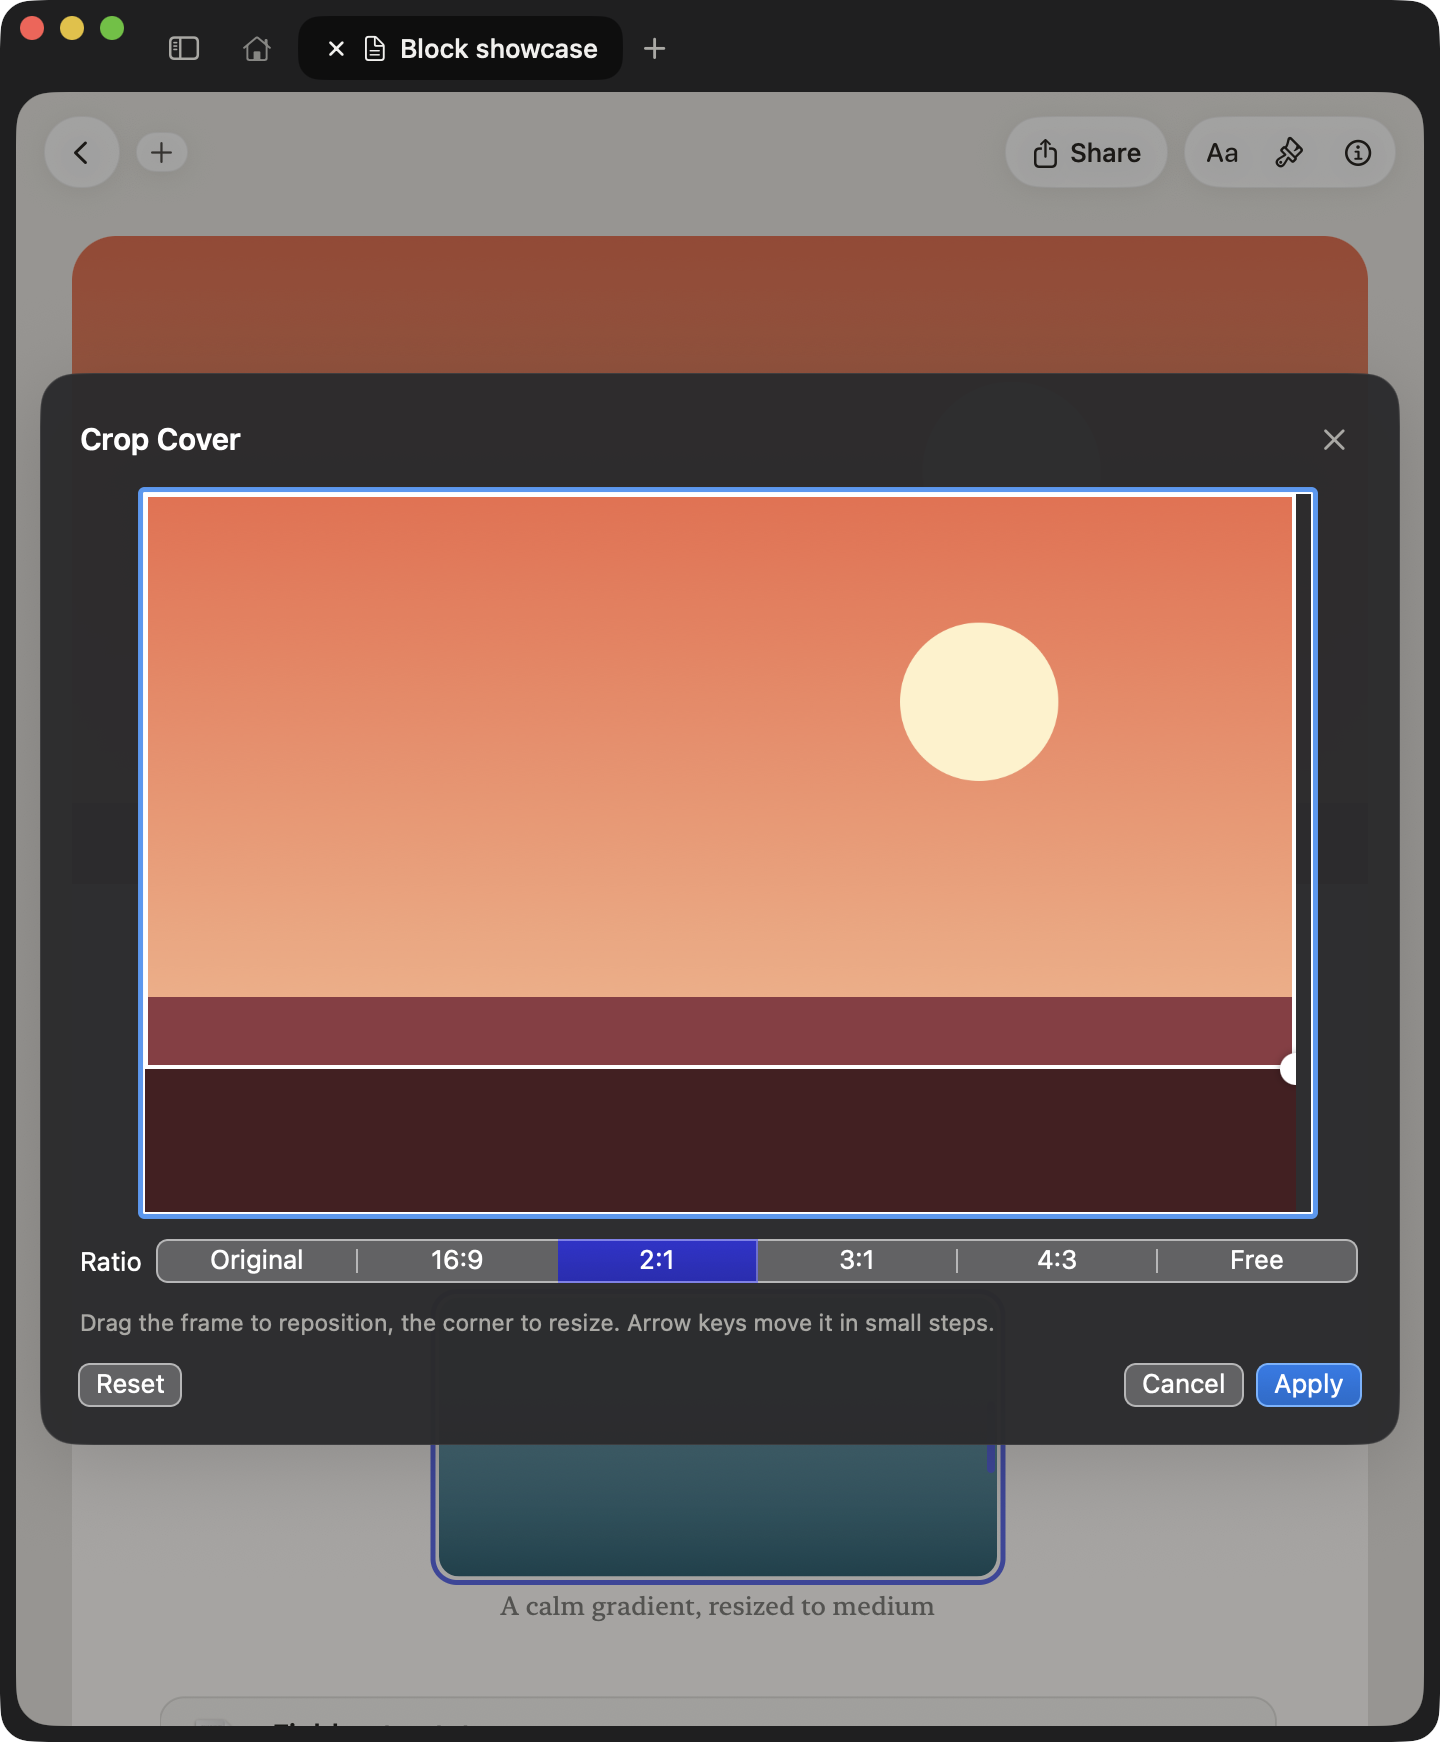 Block showcase
Share
Aa
Crop Cover
Ratio
Original
16:9
2:1
3:1
4:3
Free
Drag the frame to reposition, the corner to resize. Arrow keys move it in small steps.
Reset
Cancel
Apply
A calm gradient, resized to medium